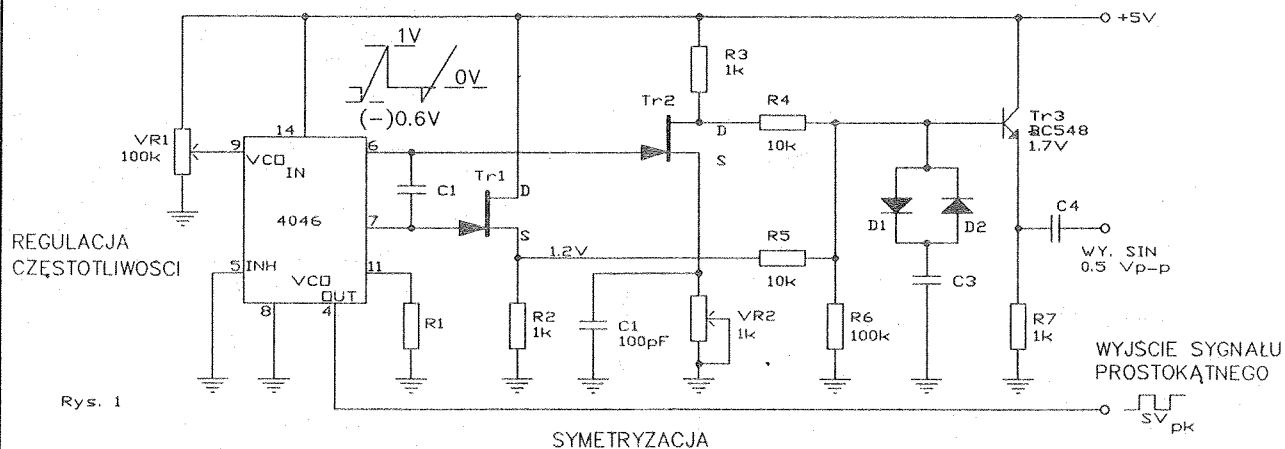 +5V
1V
0V
(-)0.6V
R3
1k
Tr2
D
S
R4
10k
Tr3
BC548
1.7V
VR1
100k
14
9
VCO
IN
6
4046
7
5
INH
VCO
11
OUT
8
4
C1
Tr1
D
S
1.2V
R5
10k
D1
D2
C3
C4
WY. SIN
0.5 Vp-p
REGULACJA
CZĘSTOTLIWOŚCI
R1
R2
1k
C1
100pF
VR2
1k
R6
100k
R7
1k
WYJŚCIE SYGNAŁU
PROSTOKĄTNEGO
5V pk
Rys. 1
SYMETRYZACJA